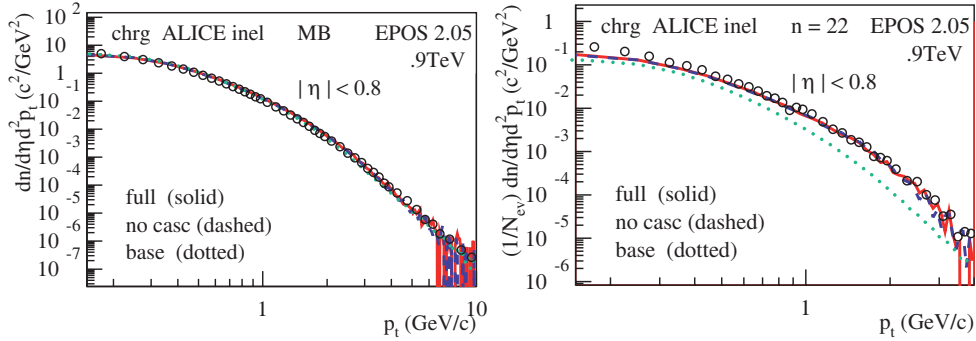 10²
10
1
10⁻¹
10⁻²
10⁻³
10⁻⁴
10⁻⁵
10⁻⁶
10⁻⁷
dn/dηd²pₜ (c²/GeV²)
chrg ALICE inel MB EPOS 2.05
.9TeV
| η | < 0.8
full (solid)
no casc (dashed)
base (dotted)
1 10
pₜ (GeV/c)
1
10⁻¹
10⁻²
10⁻³
10⁻⁴
10⁻⁵
10⁻⁶
(1/Nₑᵥ) dn/dηd²pₜ (c²/GeV²)
chrg ALICE inel n = 22 EPOS 2.05
.9TeV
| η | < 0.8
full (solid)
no casc (dashed)
base (dotted)
1
pₜ (GeV/c)